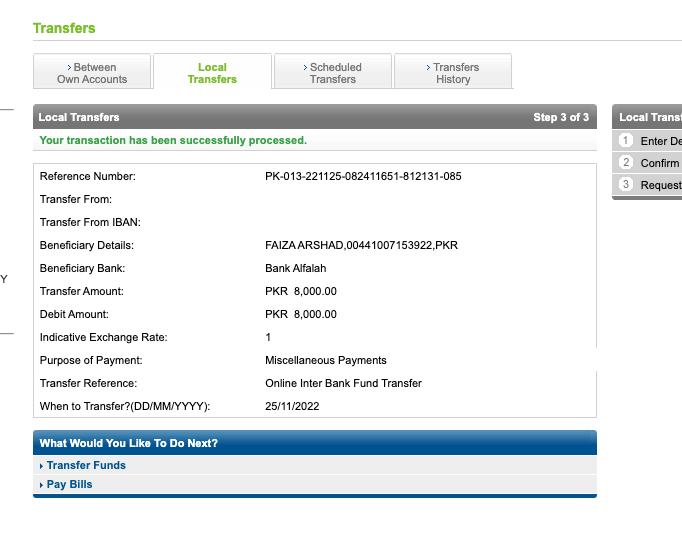 Transfers
Between
Own Accounts
Local
Transfers
Scheduled
Transfers
Transfers
History
Local Transfers Step 3 of 3
Your transaction has been successfully processed.
Reference Number: PK-013-221125-082411651-812131-085
Transfer From:
Transfer From IBAN:
Beneficiary Details: FAIZA ARSHAD,00441007153922,PKR
Beneficiary Bank: Bank Alfalah
Transfer Amount: PKR 8,000.00
Debit Amount: PKR 8,000.00
Indicative Exchange Rate: 1
Purpose of Payment: Miscellaneous Payments
Transfer Reference: Online Inter Bank Fund Transfer
When to Transfer?(DD/MM/YYYY): 25/11/2022
What Would You Like To Do Next?
Transfer Funds
Pay Bills
Local Transf
1 Enter De
2 Confirm
3 Request
Y